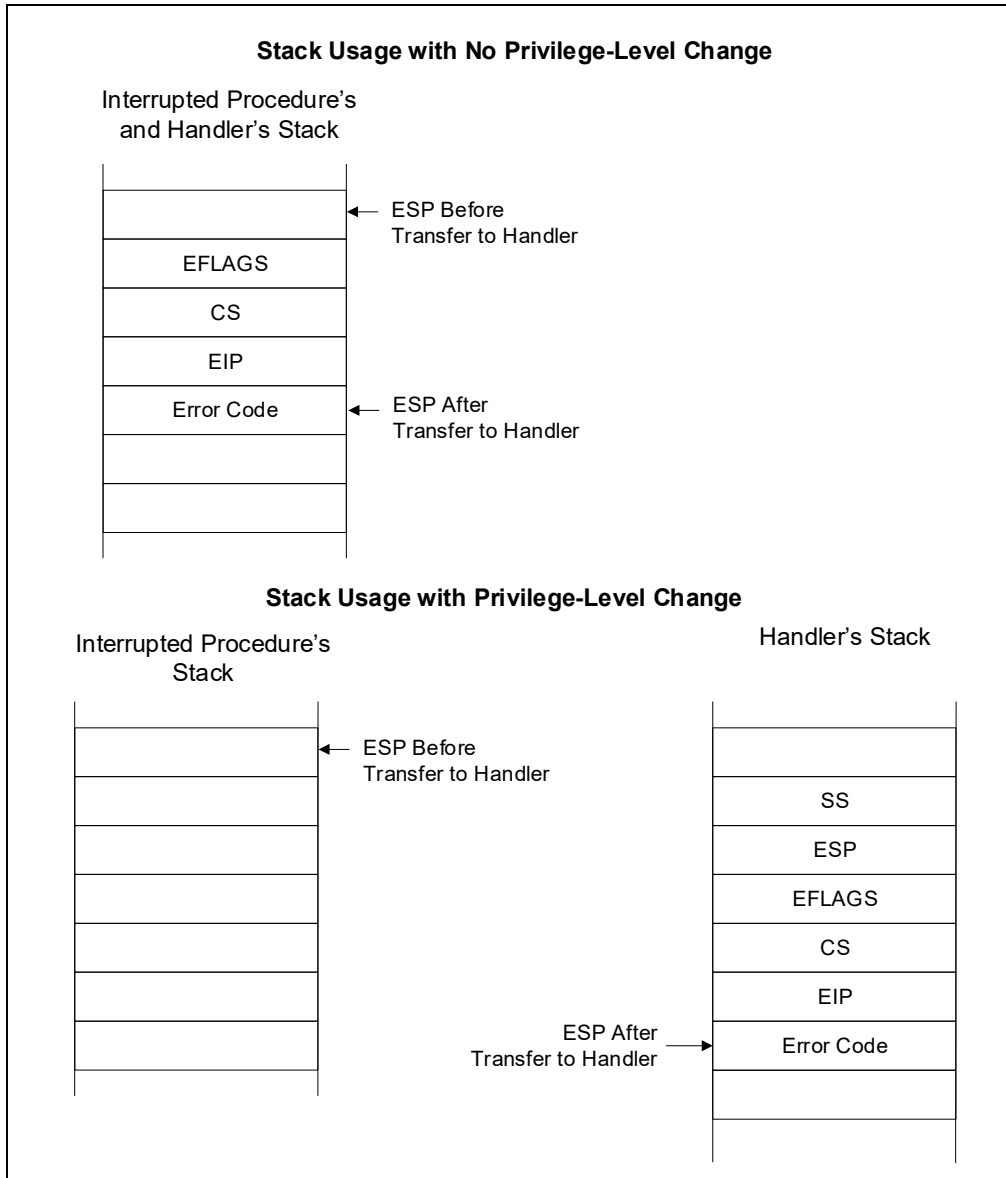 Stack Usage with No Privilege-Level Change
Interrupted Procedure's
and Handler's Stack
ESP Before
Transfer to Handler
EFLAGS
CS
EIP
Error Code
ESP After
Transfer to Handler
Stack Usage with Privilege-Level Change
Interrupted Procedure's
Stack
Handler's Stack
ESP Before
Transfer to Handler
SS
ESP
EFLAGS
CS
EIP
ESP After
Transfer to Handler
Error Code